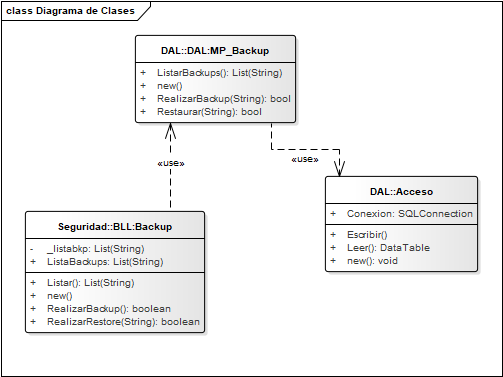 class Diagrama de Clases
DAL::DAL:MP_Backup
+ ListarBackups(): List(String)
+ new()
+ RealizarBackup(String): bool
+ Restaurar(String): bool
«use»
«use»
DAL::Acceso
+ Conexion: SQLConnection
+ Escribir()
+ Leer(): DataTable
+ new(): void
Seguridad::BLL:Backup
- _listabkp: List(String)
+ ListaBackups: List(String)
+ Listar(): List(String)
+ new()
+ RealizarBackup(): boolean
+ RealizarRestore(String): boolean